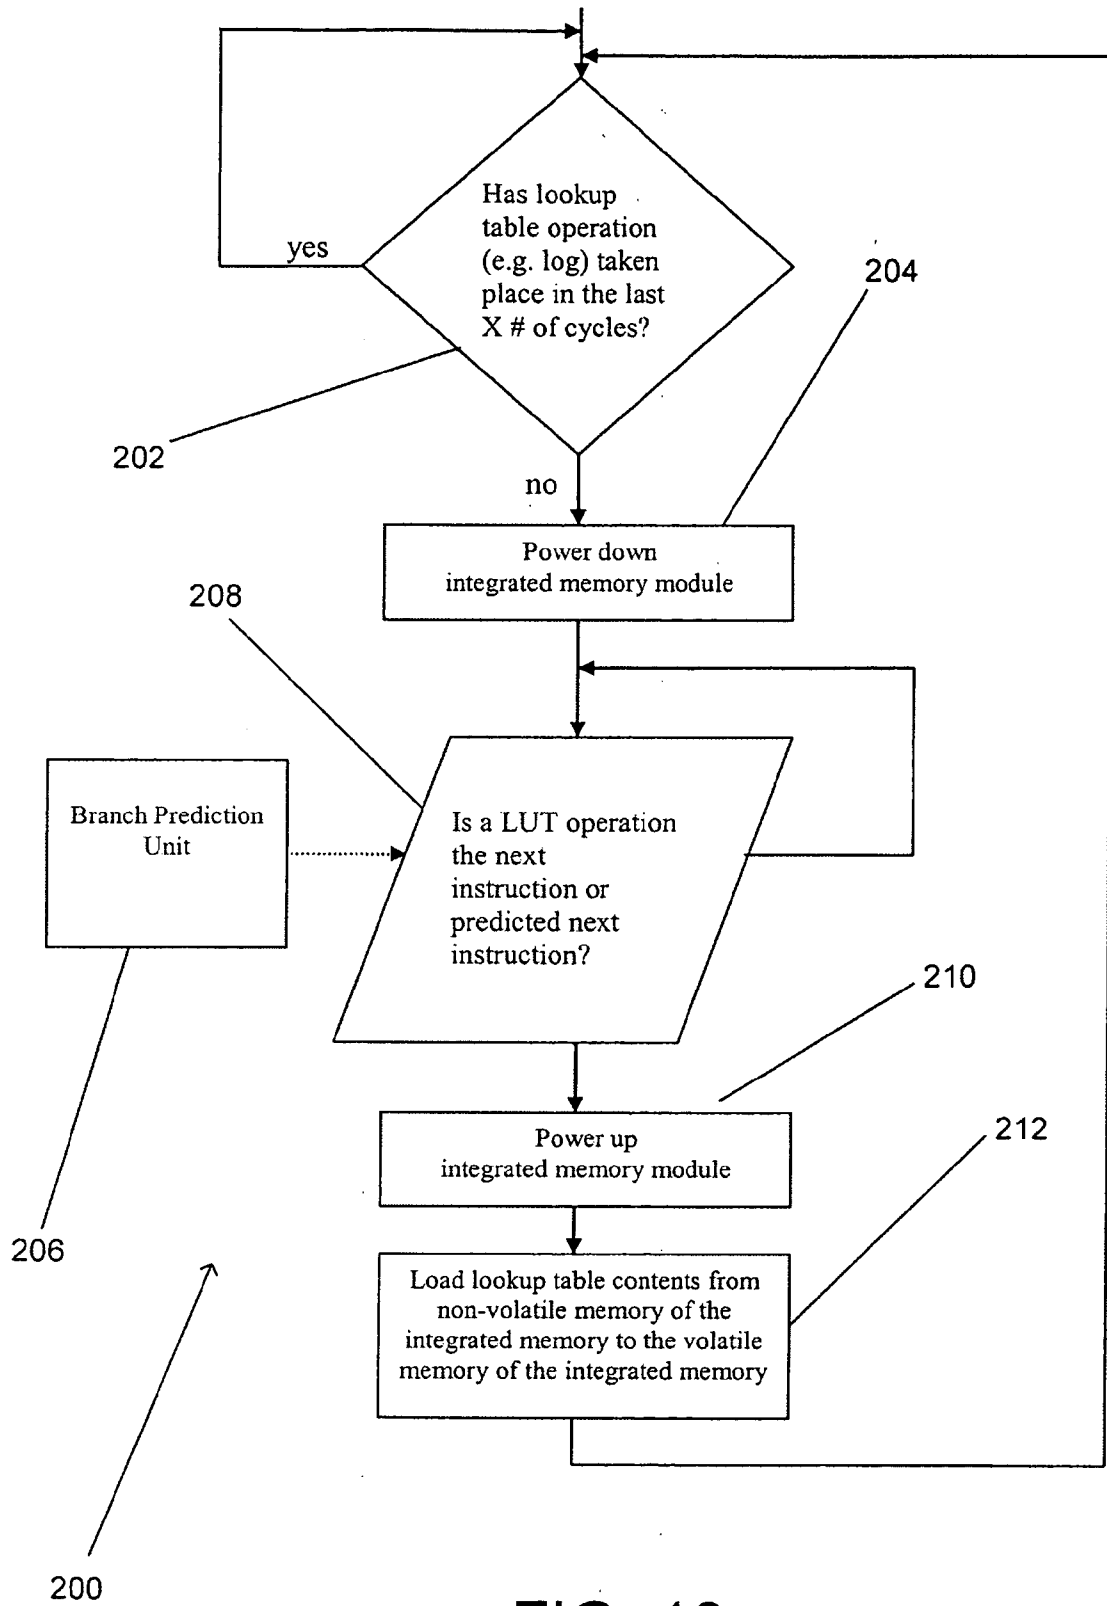 Has lookup
table operation
(e.g. log) taken
place in the last
X # of cycles?
yes
204
202
no
Power down
integrated memory module
208
Branch Prediction
Unit
Is a LUT operation
the next
instruction or
predicted next
instruction?
210
Power up
integrated memory module
212
206
Load lookup table contents from
non-volatile memory of the
integrated memory to the volatile
memory of the integrated memory
200